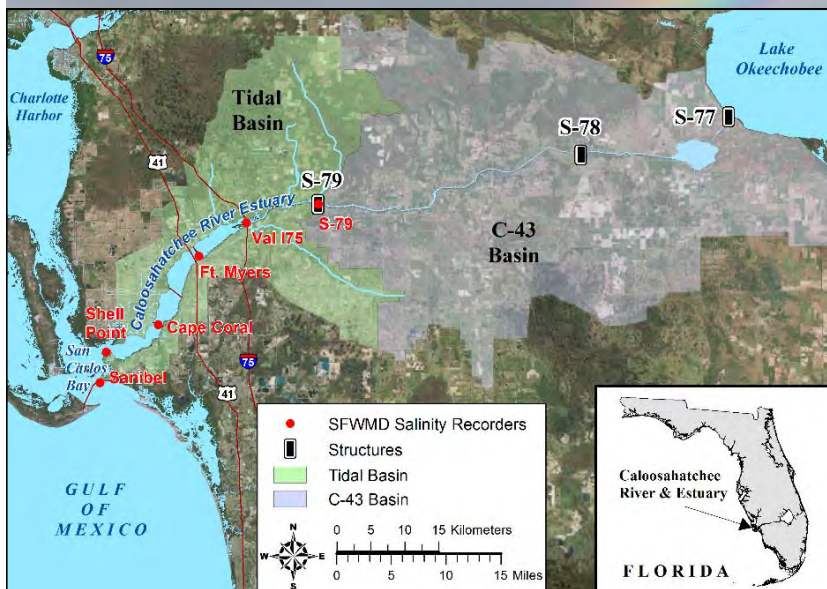 75
Lake
Okeechobee
Charlotte
Harbor
Tidal
Basin
S-77
S-78
41
S-79
S-79
Caloosahatchee River Estuary
Val I75
C-43
Basin
Ft. Myers
Shell
Point
Cape Coral
San
Carlos
Bay
Sanibel
75
41
GULF
OF
MEXICO
SFWMD Salinity Recorders
Structures
Tidal Basin
C-43 Basin
N
W
E
S
0 5 10 15 Kilometers
0 5 10 15 Miles
Caloosahatchee
River & Estuary
FLORIDA